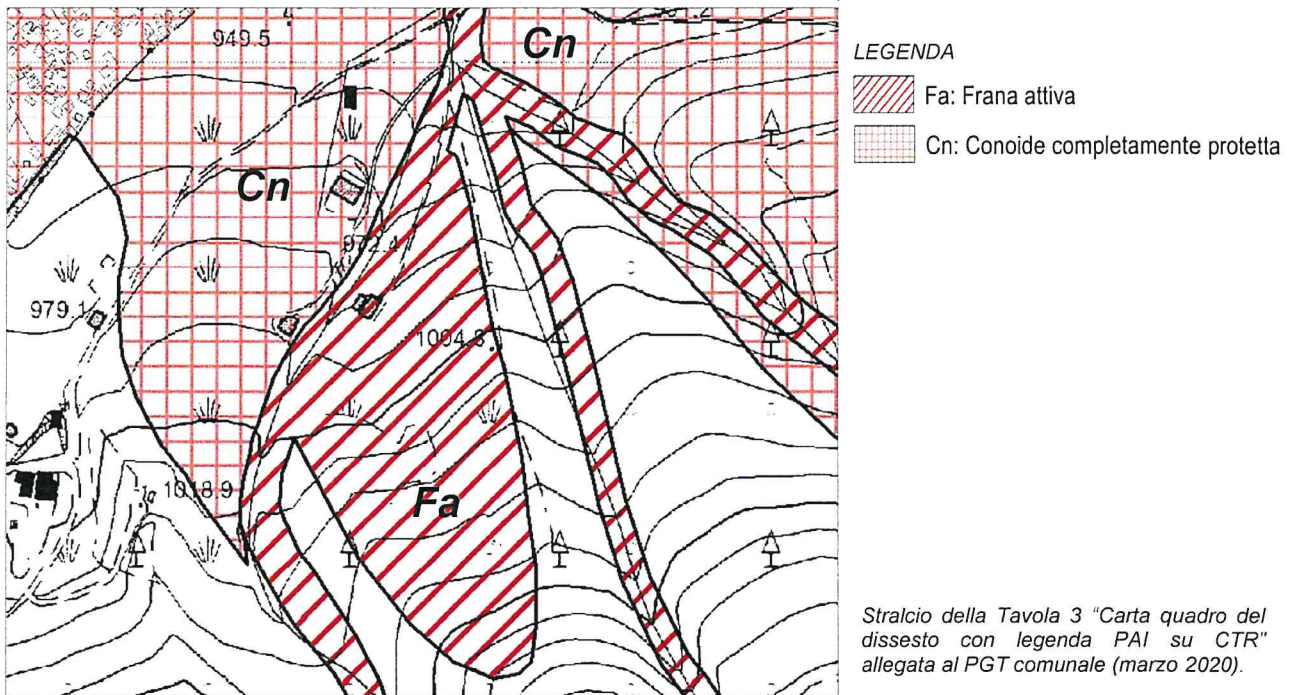 949.5
Cn
Cn
972.4
979.1
1004.8
1018.9
Fa
LEGENDA
Fa: Frana attiva
Cn: Conoide completamente protetta
Stralcio della Tavola 3 "Carta quadro del
dissesto con legenda PAI su CTR"
allegata al PGT comunale (marzo 2020).